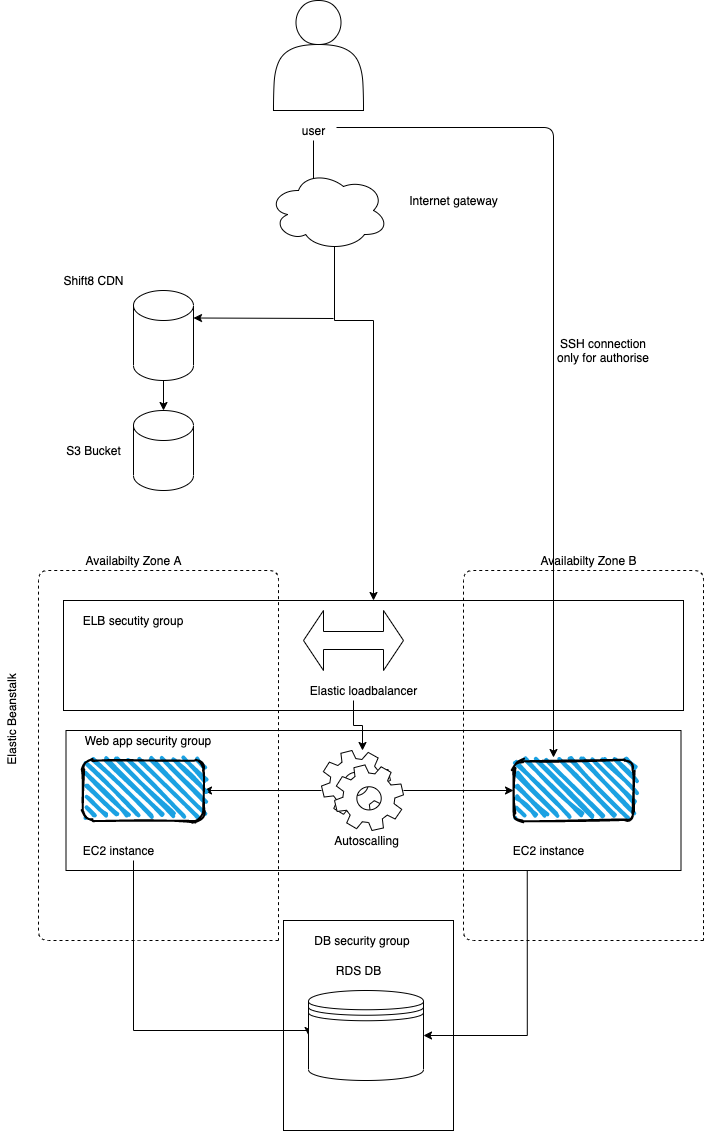 user
Internet gateway
Shift8 CDN
SSH connection
only for authorise
S3 Bucket
Availabilty Zone A
Availabilty Zone B
ELB secutity group
Elastic loadbalancer
Elastic Beanstalk
Web app security group
Autoscalling
EC2 instance
EC2 instance
DB security group
RDS DB